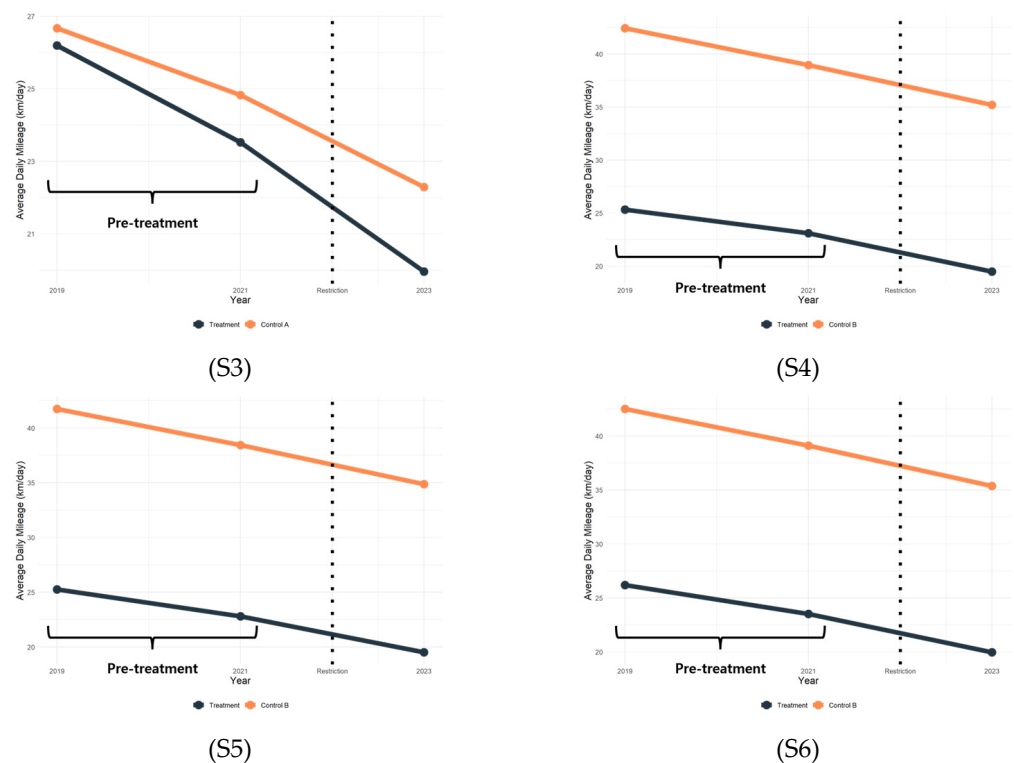 27
25
23
21
Average Daily Mileage (km/day)
Pre-treatment
2019
2021
Restriction
2023
Year
Treatment
Control A
(S3)
40
35
30
25
20
Average Daily Mileage (km/day)
Pre-treatment
2019
2021
Restriction
2023
Year
Treatment
Control B
(S4)
40
35
30
25
20
Average Daily Mileage (km/day)
Pre-treatment
2019
2021
Restriction
2023
Year
Treatment
Control B
(S5)
40
35
30
25
20
Average Daily Mileage (km/day)
Pre-treatment
2019
2021
Restriction
2023
Year
Treatment
Control B
(S6)